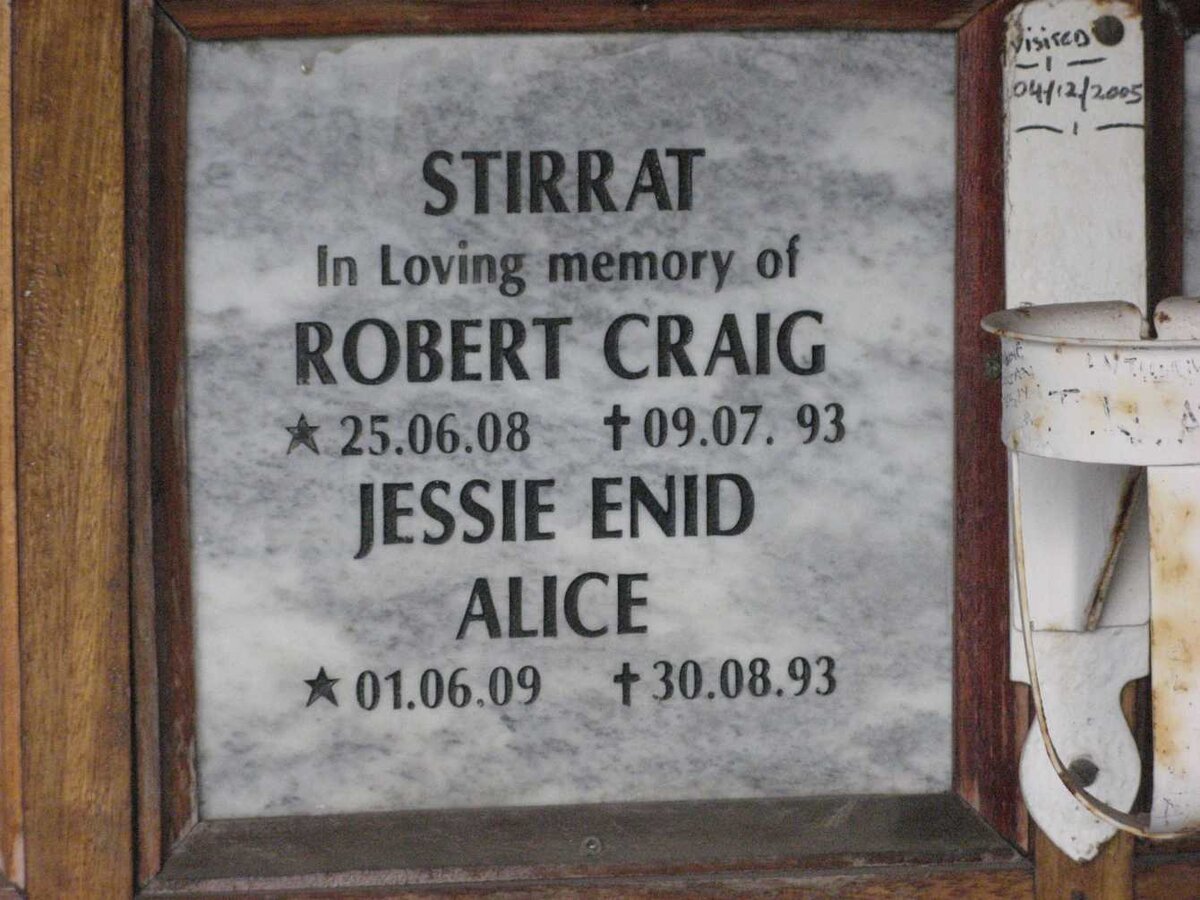 STIRRAT
In Loving memory of
ROBERT CRAIG
★ 25.06.08 ✝ 09.07. 93
JESSIE ENID
ALICE
★ 01.06.09 ✝ 30.08.93
Visited
04/12/2005